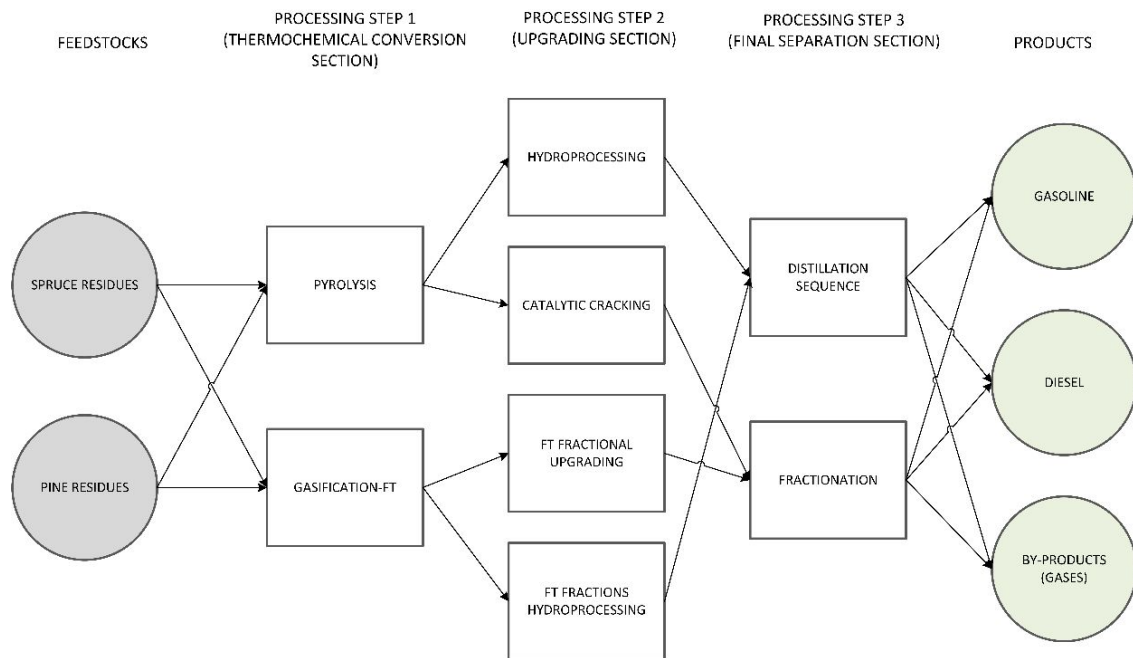 FEEDSTOCKS
PROCESSING STEP 1
(THERMOCHEMICAL CONVERSION
SECTION)
PROCESSING STEP 2
(UPGRADING SECTION)
PROCESSING STEP 3
(FINAL SEPARATION SECTION)
PRODUCTS
SPRUCE RESIDUES
PINE RESIDUES
PYROLYSIS
GASIFICATION-FT
HYDROPROCESSING
CATALYTIC CRACKING
FT FRACTIONAL
UPGRADING
FT FRACTIONS
HYDROPROCESSING
DISTILLATION
SEQUENCE
FRACTIONATION
GASOLINE
DIESEL
BY-PRODUCTS
(GASES)